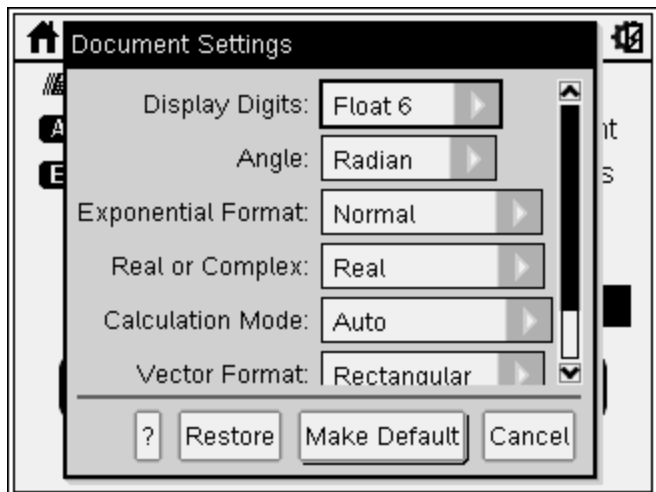 Document Settings
Display Digits: Float 6
Angle: Radian
Exponential Format: Normal
Real or Complex: Real
Calculation Mode: Auto
Vector Format: Rectangular
? Restore Make Default Cancel